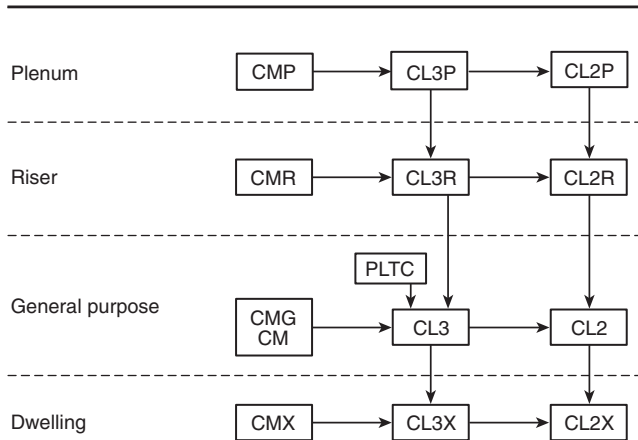 Plenum
CMP
CL3P
CL2P
Riser
CMR
CL3R
CL2R
PLTC
General purpose
CMG
CM
CL3
CL2
Dwelling
CMX
CL3X
CL2X